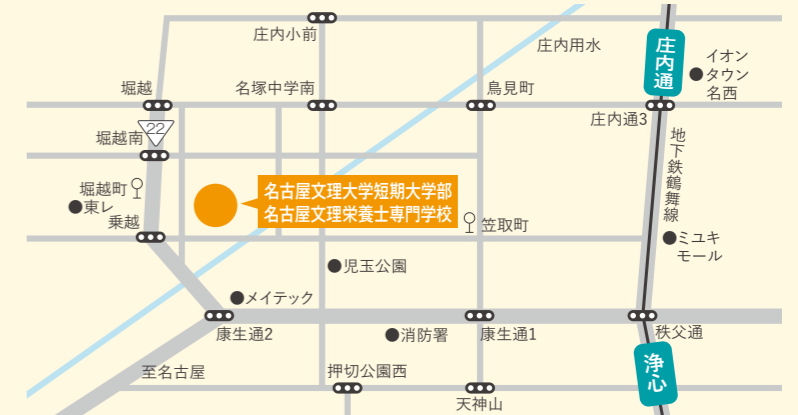 庄内小前
庄内用水
庄内通
イオン
タウン
名西
堀越
名塚中学南
鳥見町
庄内通3
22
堀越南
地下鉄鶴舞線
堀越町
東レ
乗越
名古屋文理大学短期大学部
名古屋文理栄養士専門学校
笠取町
ミユキ
モール
児玉公園
メイテック
康生通2
消防署
康生通1
秩父通
至名古屋
押切公園西
浄心
天神山